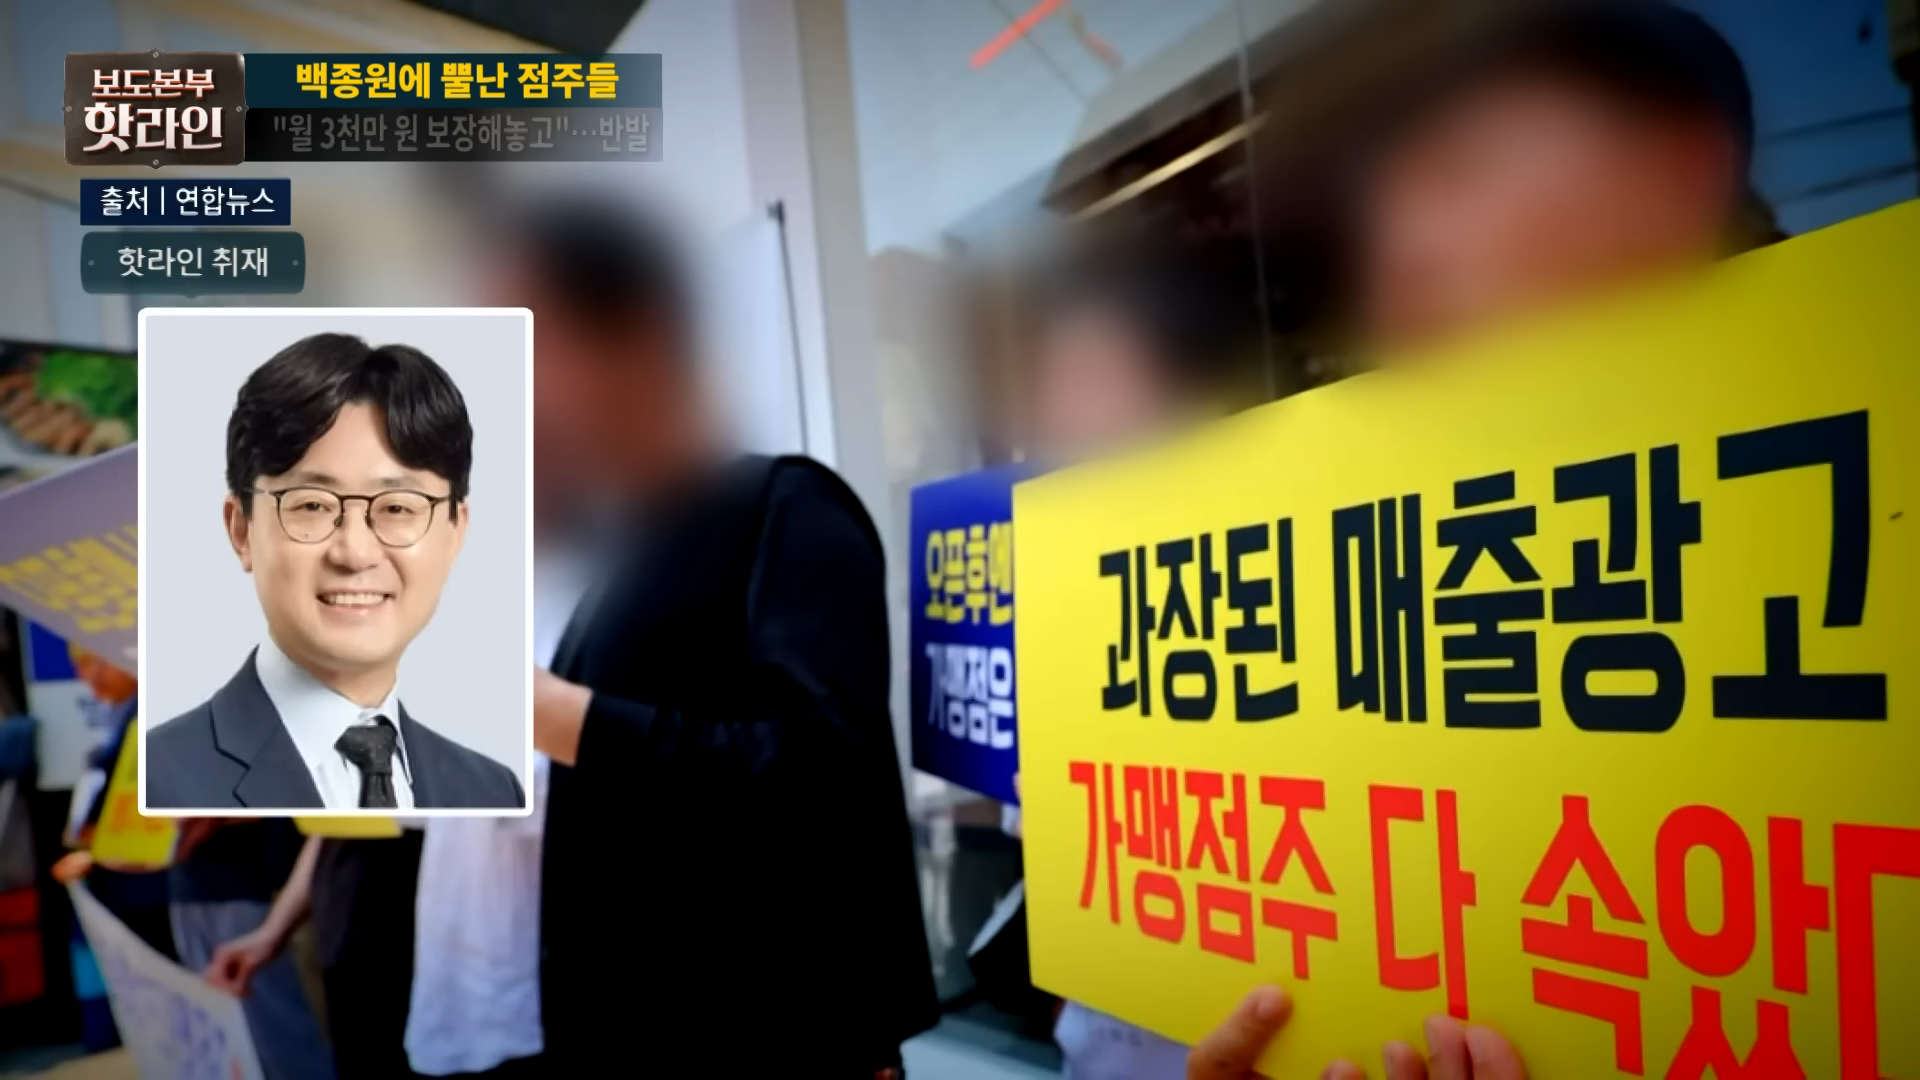 보도본부
핫라인
백종원에 뿔난 점주들
"월 3천만 원 보장해놓고"…반발
출처 | 연합뉴스
핫라인 취재
오픈후엔
가맹점은
과장된 매출광고
가맹점주 다 속았다